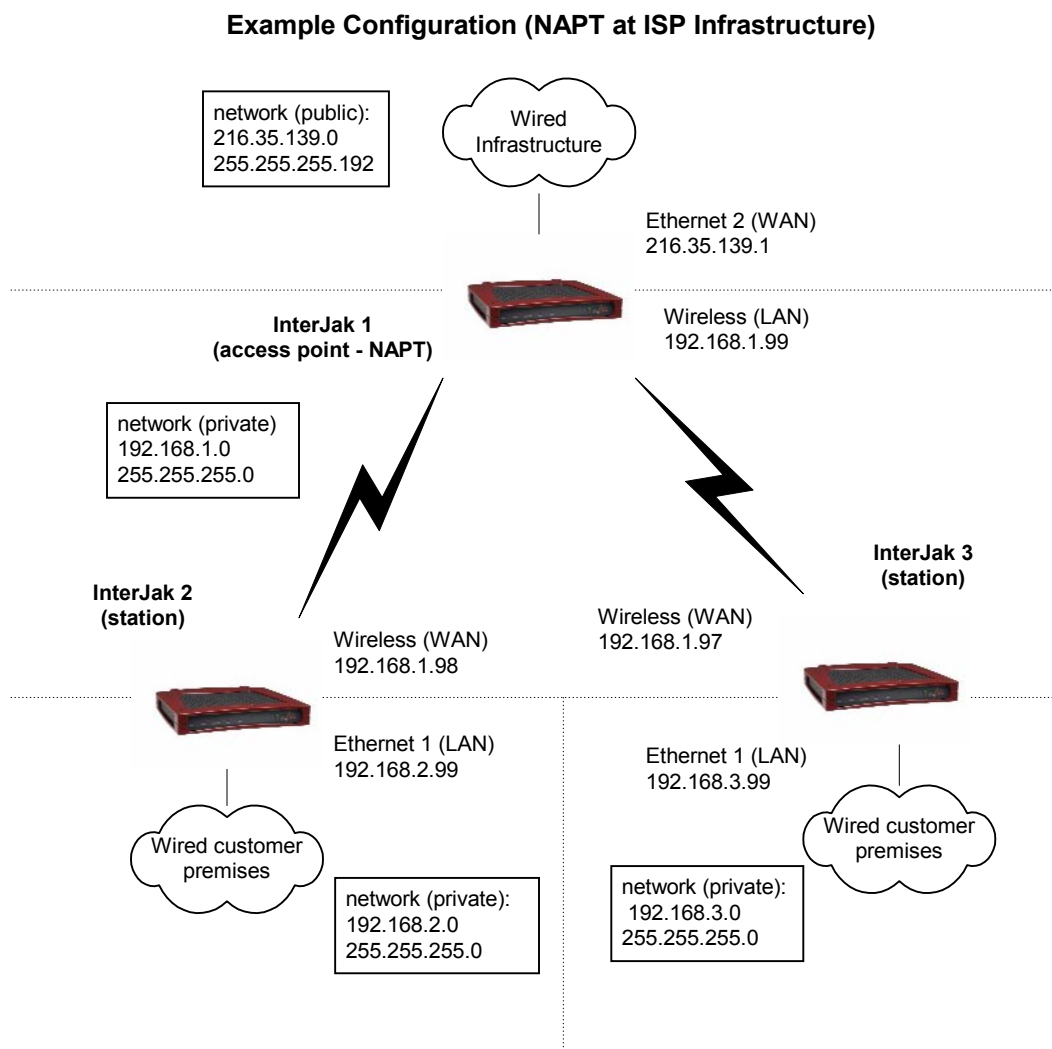 Example Configuration (NAPT at ISP Infrastructure)
network (public):
216.35.139.0
255.255.255.192
Wired
Infrastructure
Ethernet 2 (WAN)
216.35.139.1
InterJak 1
(access point - NAPT)
Wireless (LAN)
192.168.1.99
network (private)
192.168.1.0
255.255.255.0
InterJak 2
(station)
Wireless (WAN)
192.168.1.98
InterJak 3
(station)
Wireless (WAN)
192.168.1.97
Ethernet 1 (LAN)
192.168.2.99
Ethernet 1 (LAN)
192.168.3.99
Wired customer
premises
network (private):
192.168.2.0
255.255.255.0
Wired customer
premises
network (private):
192.168.3.0
255.255.255.0